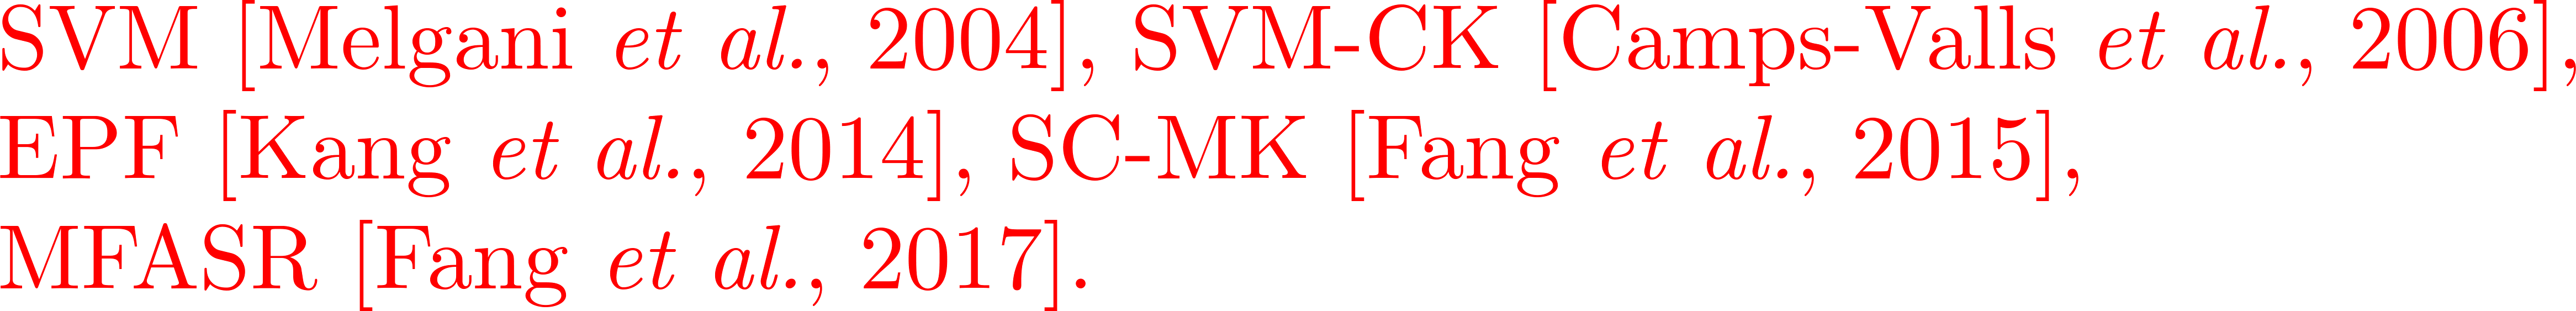 SVM [Melgani et al., 2004], SVM-CK [Camps-Valls et al., 2006],
EPF [Kang et al., 2014], SC-MK [Fang et al., 2015],
MFASR [Fang et al., 2017].